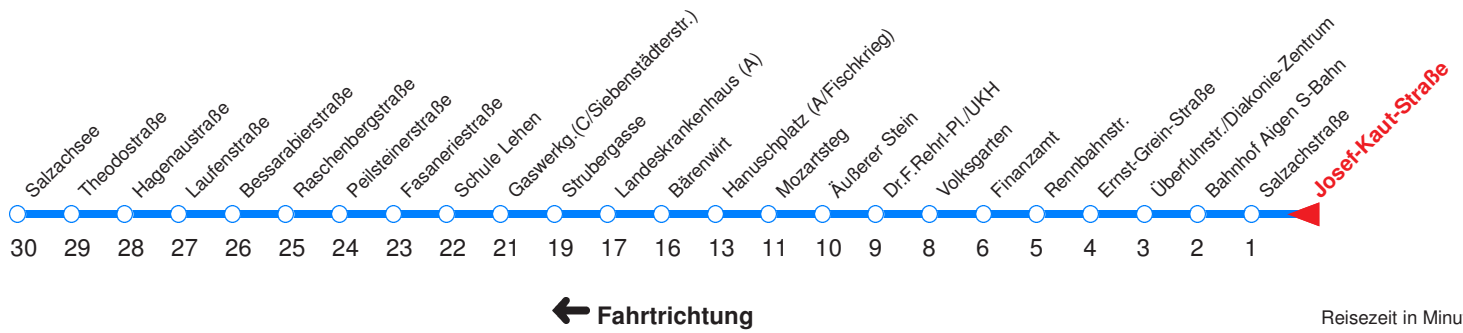 Salzachsee
Theodostraße
Hagenaustraße
Laufenstraße
Bessarabierstraße
Raschenbergstraße
Peilsteinerstraße
Fasaneriestraße
Schule Lehen
Gaswerkg.(C/Siebenstädterstr.)
Strubergasse
Landeskrankenhaus (A)
Bärenwirt
Hanuschplatz (A/Fischkrieg)
Mozartsteg
Äußerer Stein
Dr.F.Rehrl-Pl./UKH
Volksgarten
Finanzamt
Rennbahnstr.
Ernst-Grein-Straße
Überfuhrstr./Diakonie-Zentrum
Bahnhof Aigen S-Bahn
Salzachstraße
Josef-Kaut-Straße
30 29 28 27 26 25 24 23 22 21 19 17 16 13 11 10 9 8 6 5 4 3 2 1
Fahrtrichtung
Reisezeit in Minu